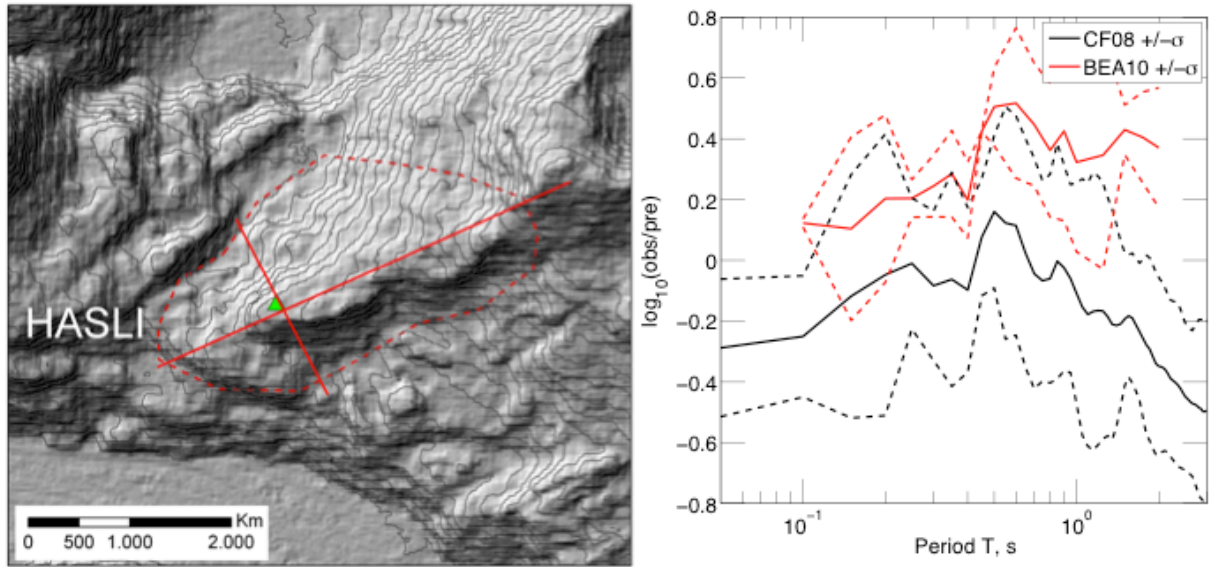 HASLI
Km
0 500 1.000 2.000
CF08 +/-σ
BEA10 +/-σ
0.8
0.6
0.4
0.2
0
-0.2
-0.4
-0.6
-0.8
log10(obs/pre)
10^-1 10^0
Period T, s